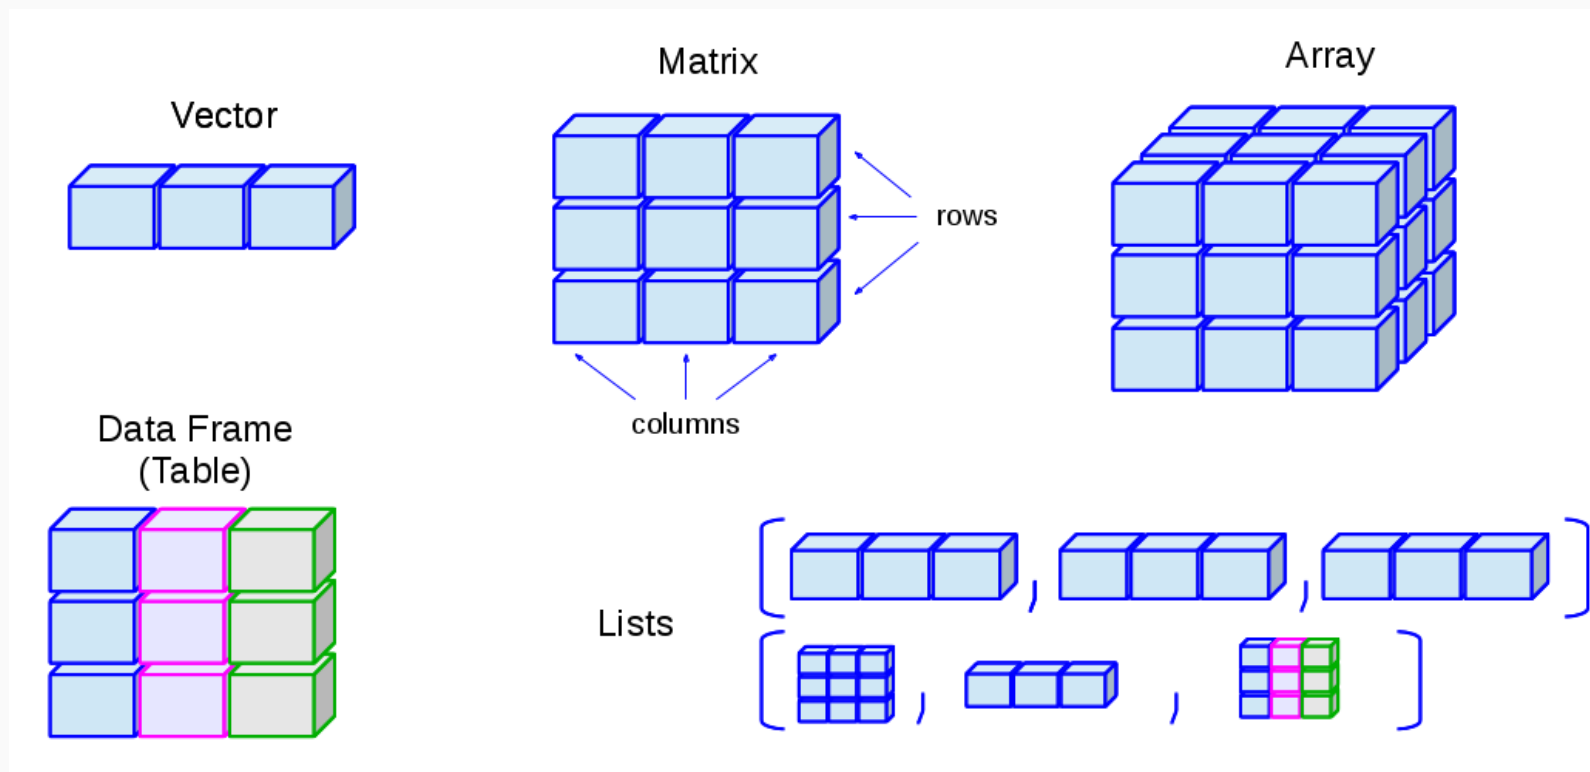 Vector
Matrix
Array
rows
columns
Data Frame
(Table)
Lists